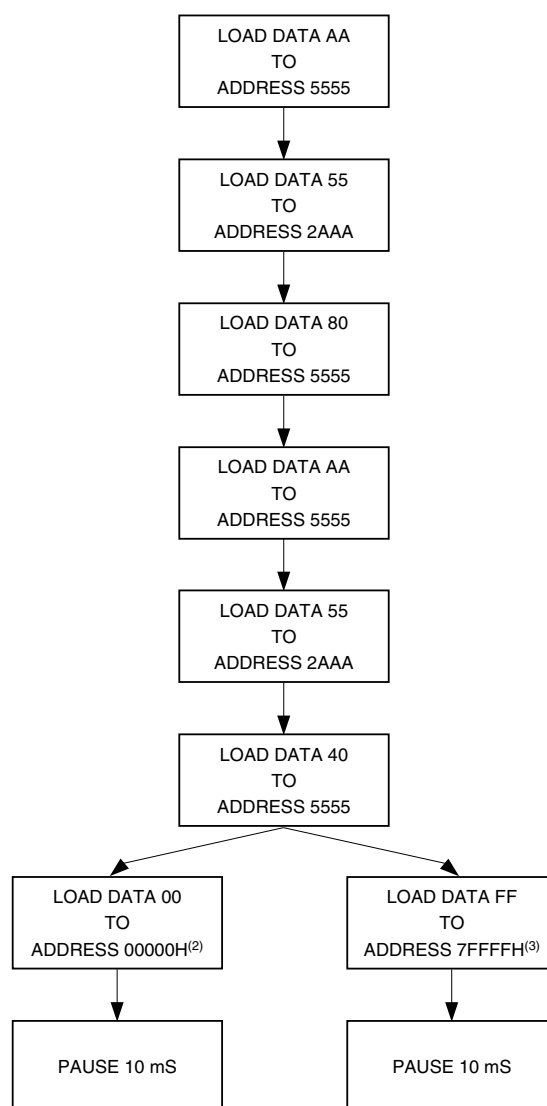 LOAD DATA AA
TO
ADDRESS 5555
LOAD DATA 55
TO
ADDRESS 2AAA
LOAD DATA 80
TO
ADDRESS 5555
LOAD DATA AA
TO
ADDRESS 5555
LOAD DATA 55
TO
ADDRESS 2AAA
LOAD DATA 40
TO
ADDRESS 5555
LOAD DATA 00
TO
ADDRESS 00000H(2)
PAUSE 10 mS
LOAD DATA FF
TO
ADDRESS 7FFFFH(3)
PAUSE 10 mS